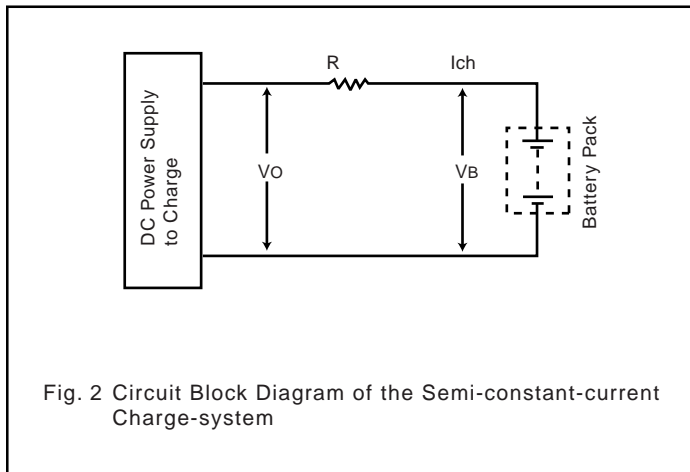 R
Ich
DC Power Supply
to Charge
VO
VB
Battery Pack
Fig. 2 Circuit Block Diagram of the Semi-constant-current
Charge-system